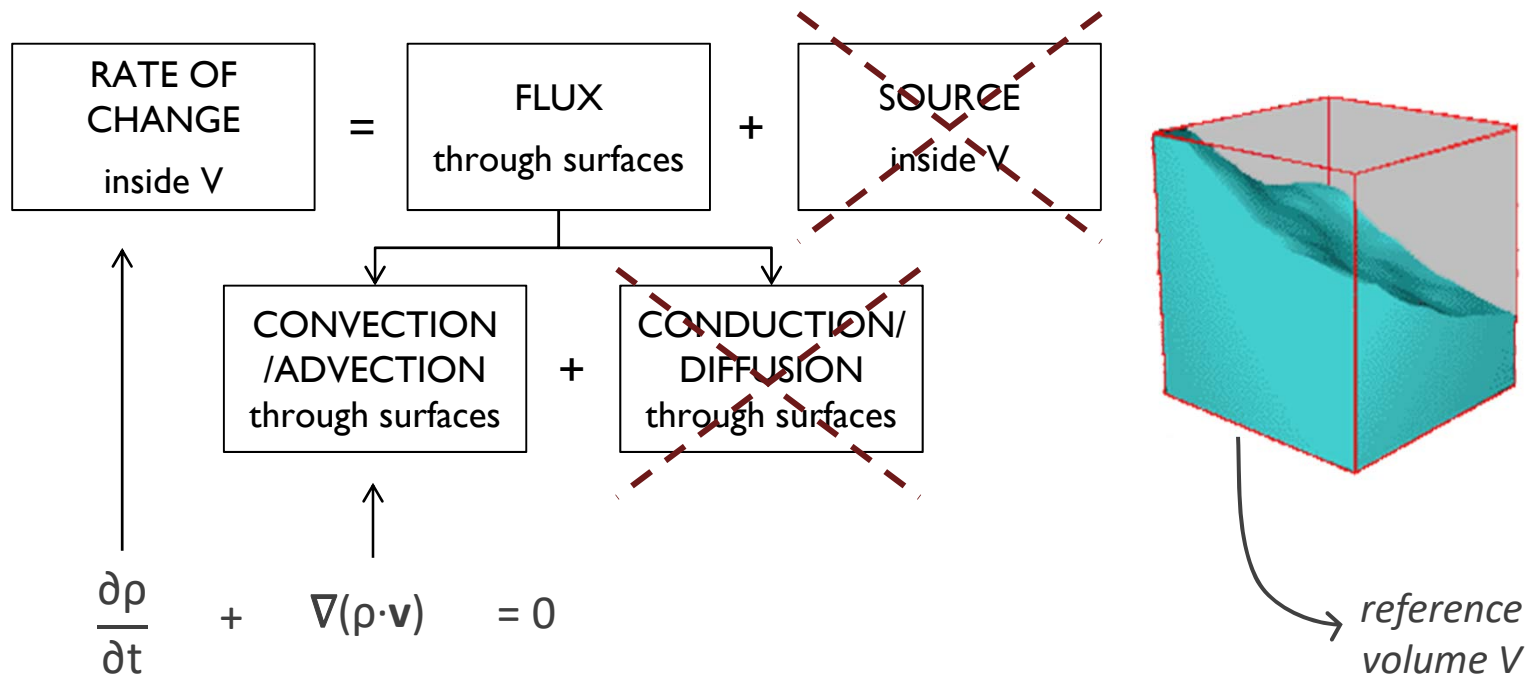 RATE OF
CHANGE
inside V
=
FLUX
through surfaces
+
SOURCE
inside V
CONVECTION
/ADVECTION
through surfaces
+
CONDUCTION/
DIFFUSION
through surfaces
∂ρ
∂t
+ ∇(ρ·v) = 0
reference
volume V